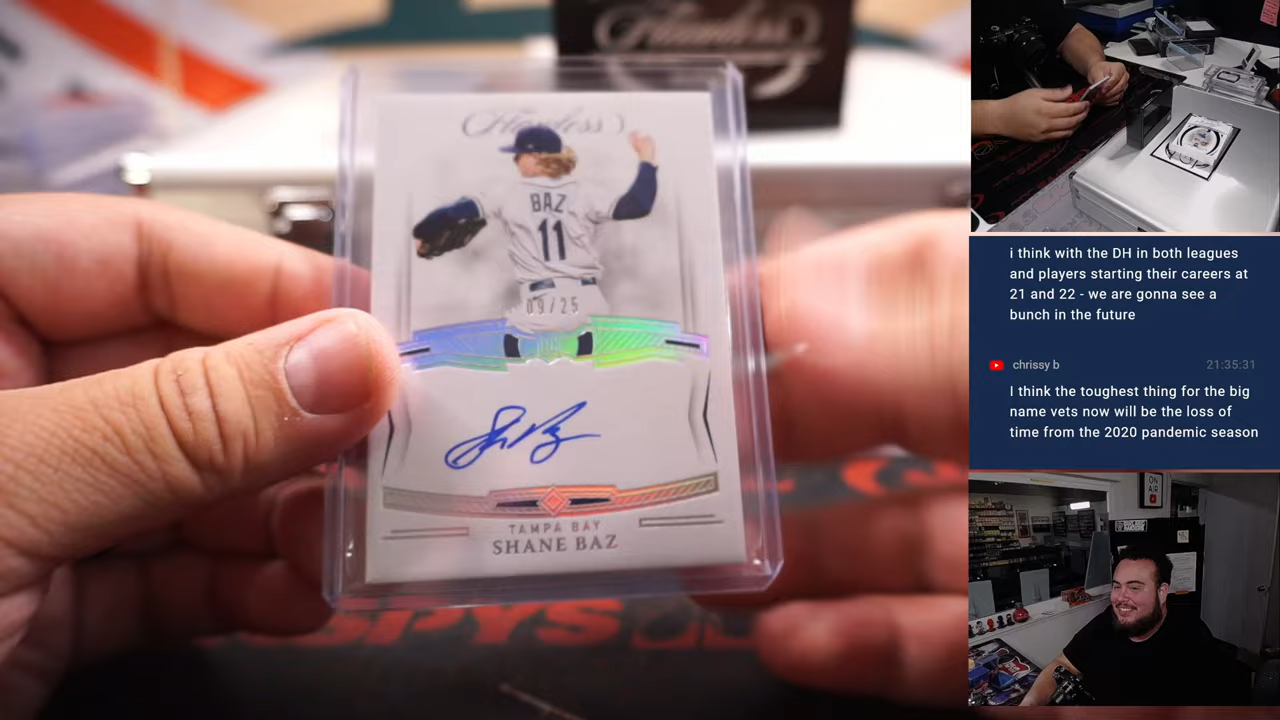 Flawless
Flawless
BAZ
11
09/25
TAMPA BAY
SHANE BAZ
SPYS
i think with the DH in both leagues
and players starting their careers at
21 and 22 - we are gonna see a
bunch in the future
chrissy b 21:35:31
I think the toughest thing for the big
name vets now will be the loss of
time from the 2020 pandemic season
ON
AIR